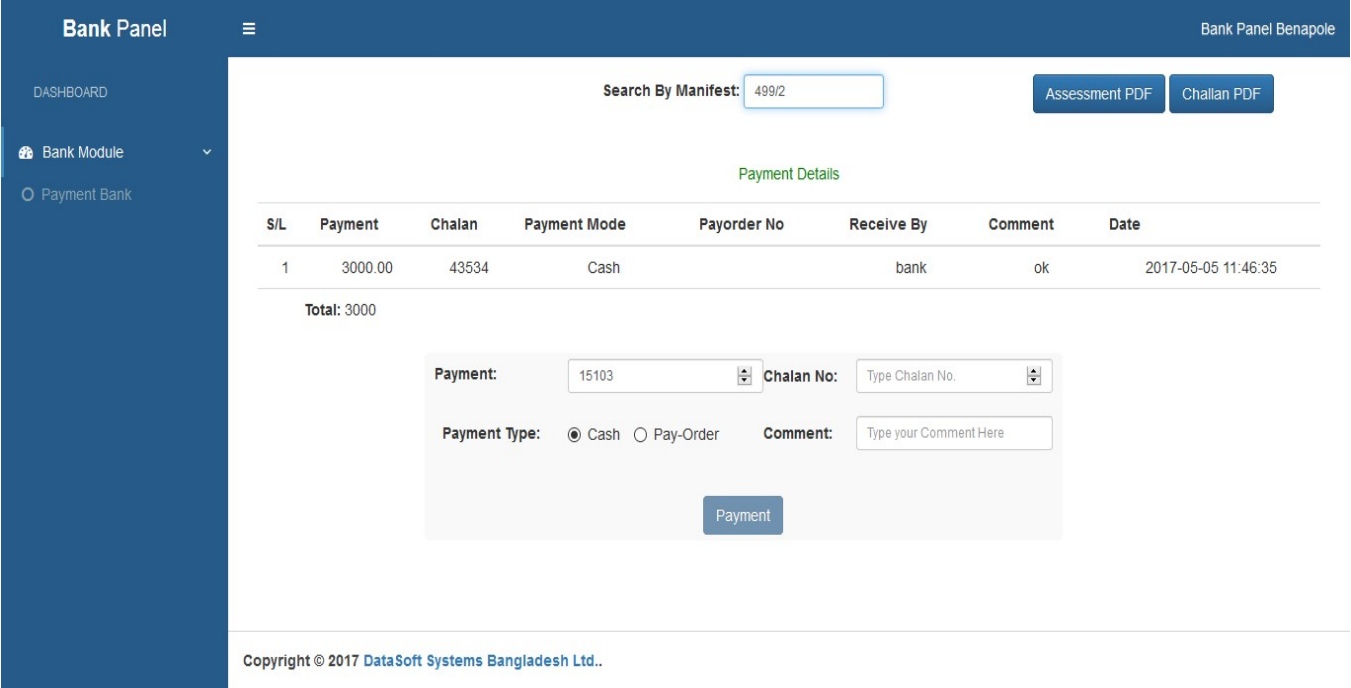 Bank Panel
Bank Panel Benapole
DASHBOARD
Bank Module
Payment Bank
Search By Manifest: 499/2
Assessment PDF
Challan PDF
Payment Details
S/L Payment Chalan Payment Mode Payorder No Receive By Comment Date
1 3000.00 43534 Cash bank ok 2017-05-05 11:46:35
Total: 3000
Payment: 15103 Chalan No: Type Chalan No.
Payment Type: Cash Pay-Order Comment: Type your Comment Here
Payment
Copyright © 2017 DataSoft Systems Bangladesh Ltd..